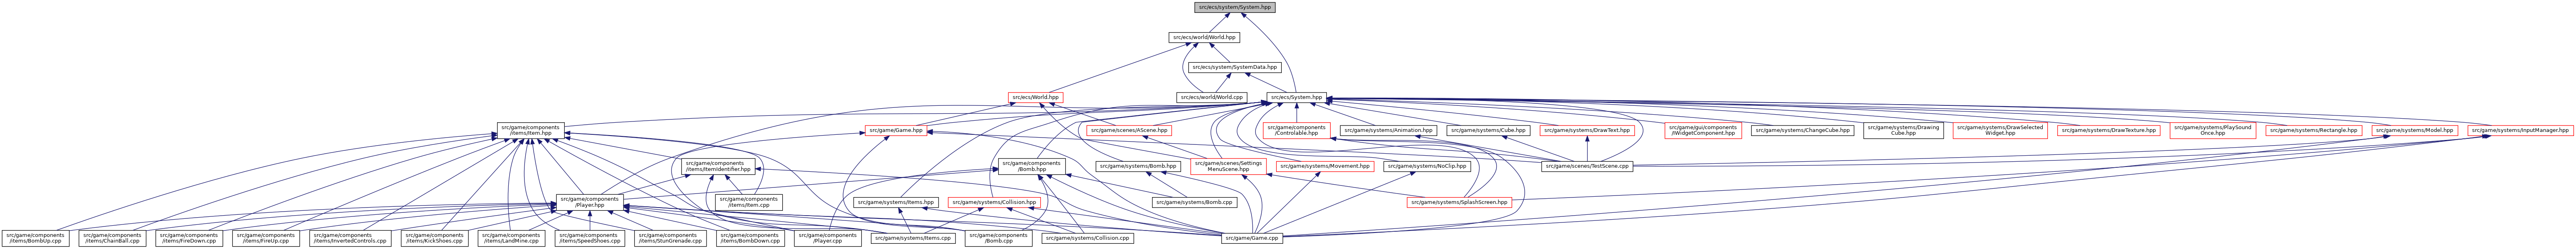 src/ecs/system/System.hpp
src/ecs/world/World.hpp
src/ecs/system/SystemData.hpp
src/ecs/World.hpp
src/ecs/world/World.cpp
src/ecs/System.hpp
src/game/components
/items/Item.hpp
src/game/Game.hpp
src/game/scenes/AScene.hpp
src/game/components
/Controlable.hpp
src/game/systems/Animation.hpp
src/game/systems/Cube.hpp
src/game/systems/DrawText.hpp
src/game/gui/components
/WidgetComponent.hpp
src/game/systems/ChangeCube.hpp
src/game/systems/Drawing
Cube.hpp
src/game/systems/DrawSelected
Widget.hpp
src/game/systems/DrawTexture.hpp
src/game/systems/PlaySound
Once.hpp
src/game/systems/Rectangle.hpp
src/game/systems/Model.hpp
src/game/systems/InputManager.hpp
src/game/components
/items/ItemIdentifier.hpp
src/game/components
/Bomb.hpp
src/game/systems/Bomb.hpp
src/game/scenes/Settings
MenuScene.hpp
src/game/systems/Movement.hpp
src/game/systems/NoClip.hpp
src/game/scenes/TestScene.cpp
src/game/components
/Player.hpp
src/game/components
/items/Item.cpp
src/game/systems/Items.hpp
src/game/systems/Collision.hpp
src/game/systems/Bomb.cpp
src/game/systems/SplashScreen.hpp
src/game/components
/items/BombUp.cpp
src/game/components
/items/ChainBall.cpp
src/game/components
/items/FireDown.cpp
src/game/components
/items/FireUp.cpp
src/game/components
/items/InvertedControls.cpp
src/game/components
/items/KickShoes.cpp
src/game/components
/items/LandMine.cpp
src/game/components
/items/SpeedShoes.cpp
src/game/components
/items/StunGrenade.cpp
src/game/components
/items/BombDown.cpp
src/game/components
/Player.cpp
src/game/systems/Items.cpp
src/game/components
/Bomb.cpp
src/game/systems/Collision.cpp
src/game/Game.cpp